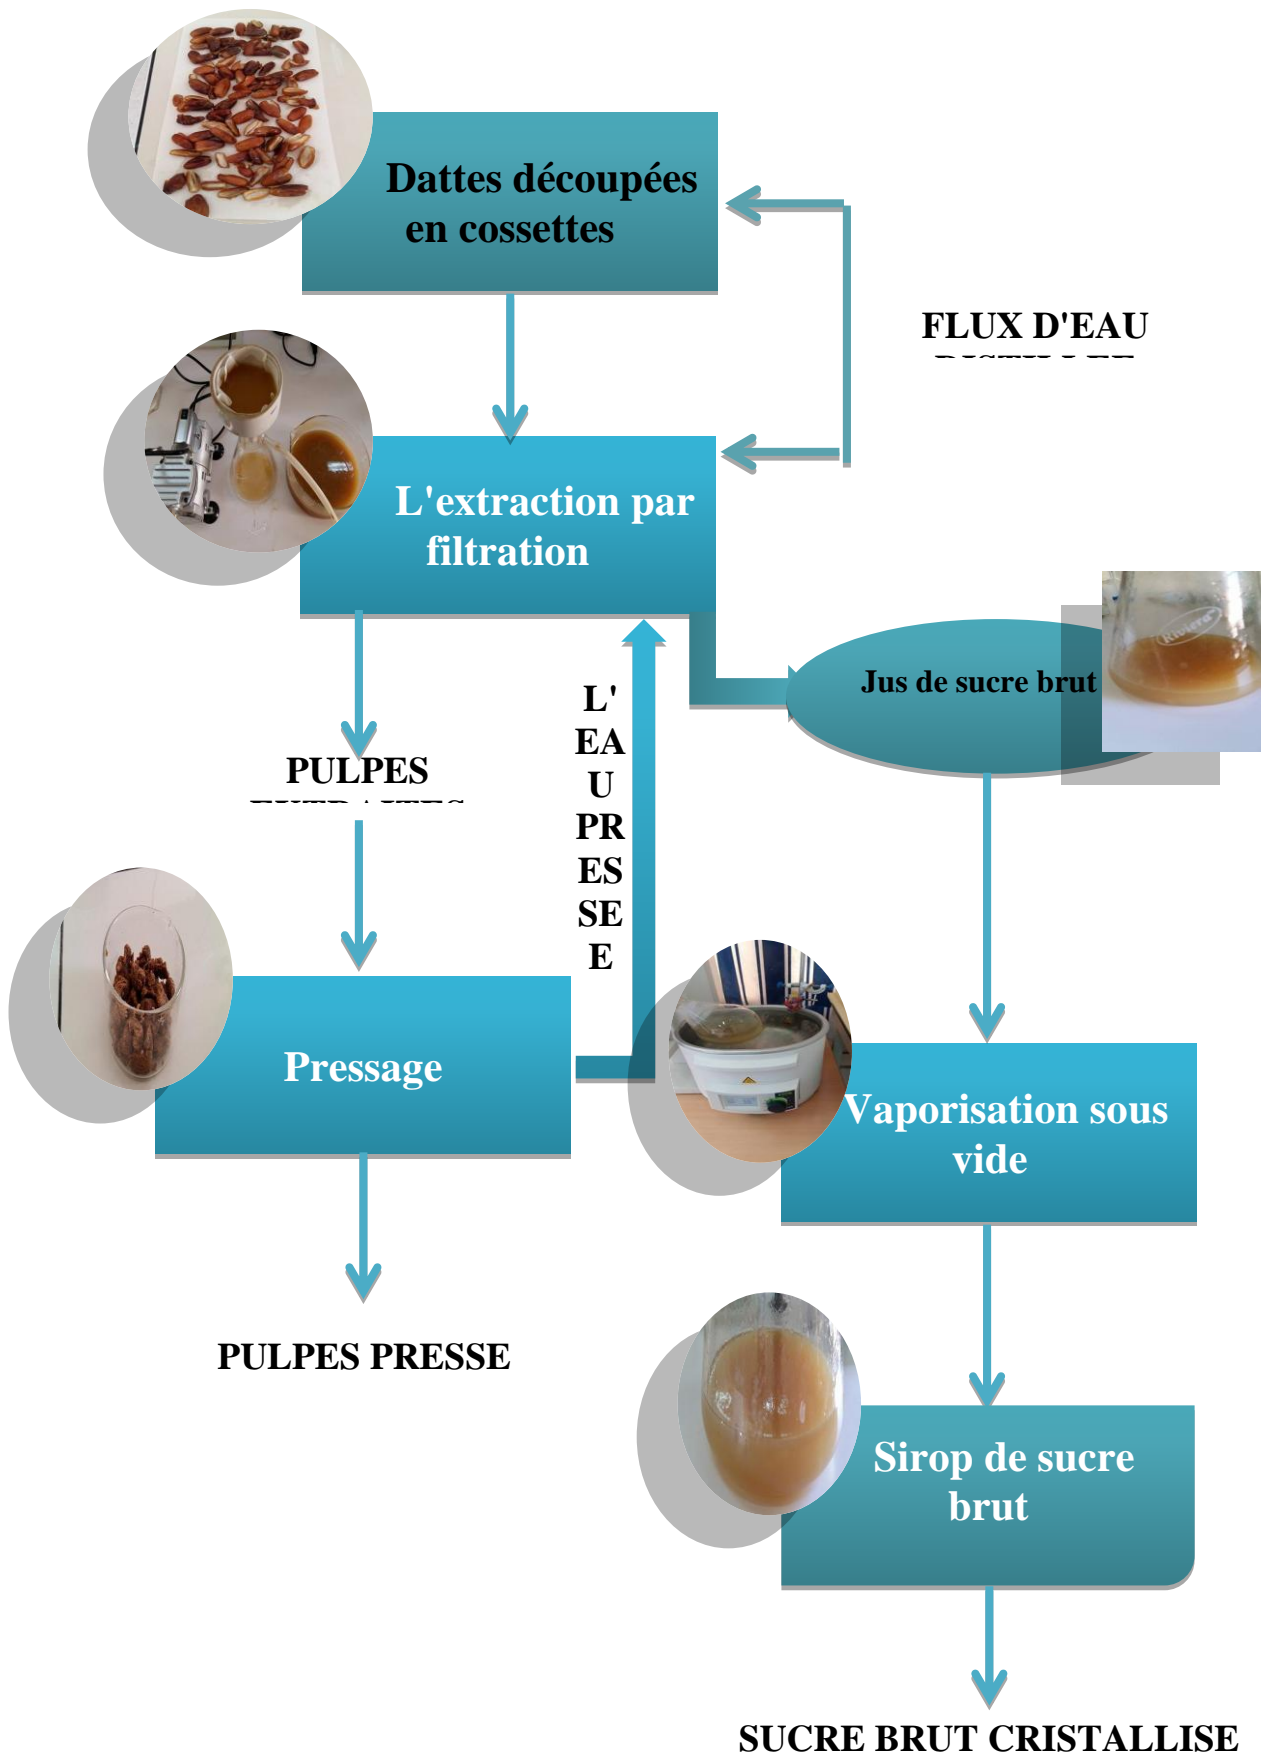 Dattes découpées
en cossettes
FLUX D'EAU
L'extraction par
filtration
Jus de sucre brut
Riviera
L'
EA
U
PR
ES
SE
E
PULPES
Pressage
Vaporisation sous
vide
PULPES PRESSE
Sirop de sucre
brut
SUCRE BRUT CRISTALLISE